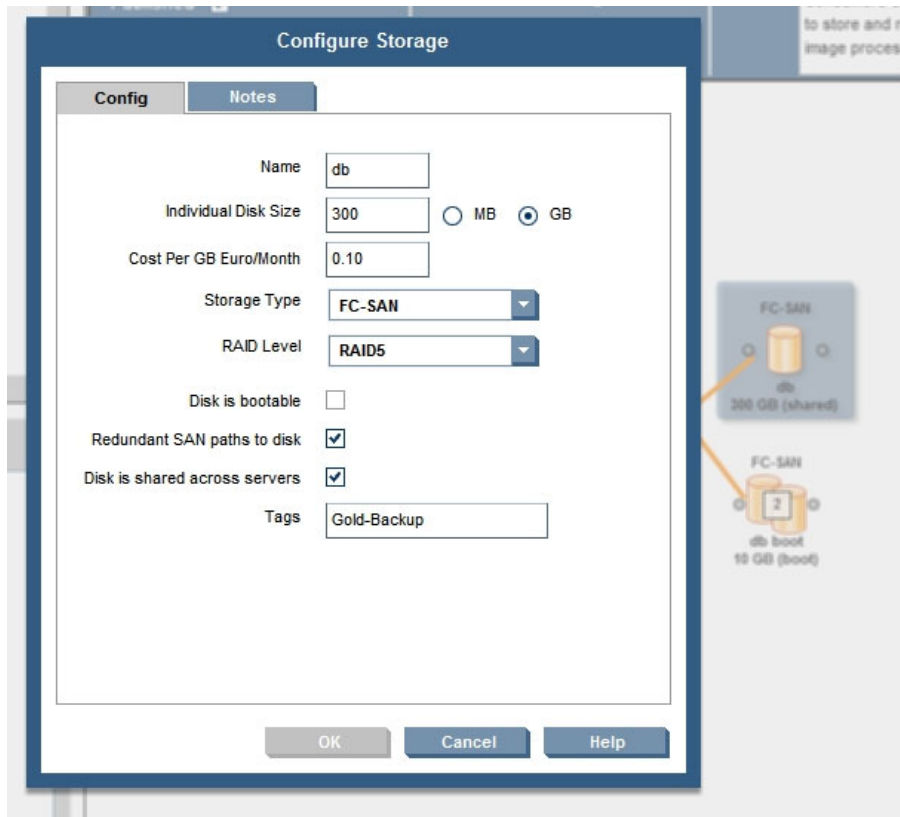 to store and
image proces
Configure Storage
Config
Notes
Name
db
Individual Disk Size
300
MB
GB
Cost Per GB Euro/Month
0.10
Storage Type
FC-SAN
RAID Level
RAID5
Disk is bootable
Redundant SAN paths to disk
Disk is shared across servers
Tags
Gold-Backup
OK
Cancel
Help
FC-SAN
db
300 GB (shared)
FC-SAN
2
db boot
10 GB (boot)